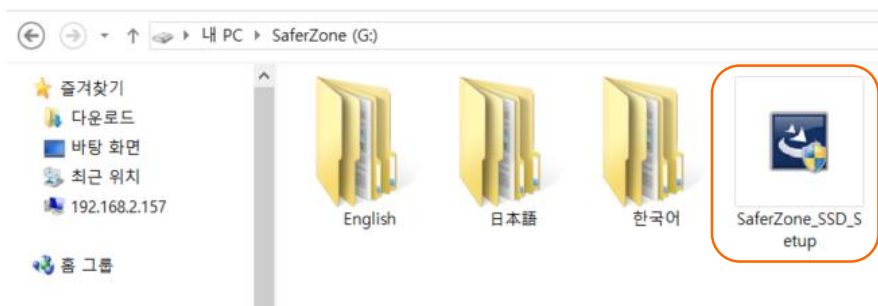 내 PC ▸ SaferZone (G:)
즐겨찾기
다운로드
바탕 화면
최근 위치
192.168.2.157
홈 그룹
English
日本語
한국어
SaferZone_SSD_S
etup